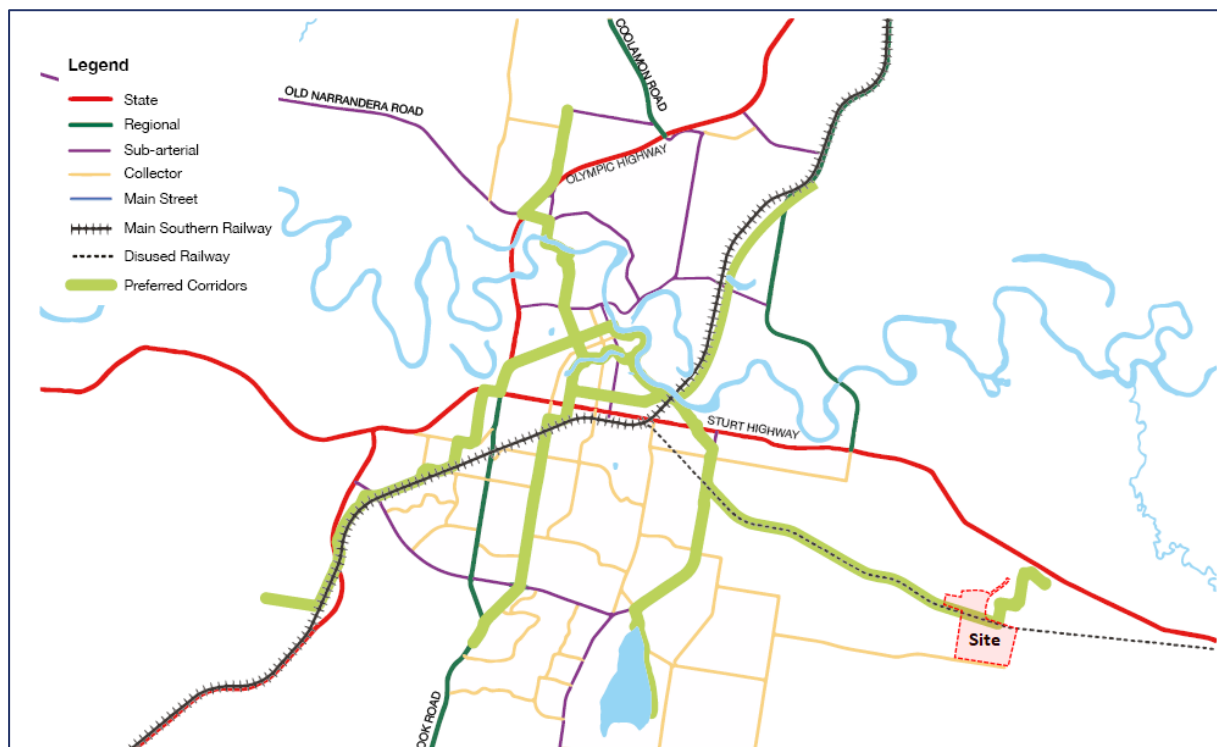 Legend
State
Regional
Sub-arterial
Collector
Main Street
Main Southern Railway
Disused Railway
Preferred Corridors
OLD NARRANDERA ROAD
COOLAMON ROAD
OLYMPIC HIGHWAY
STURT HIGHWAY
Site
OOK ROAD